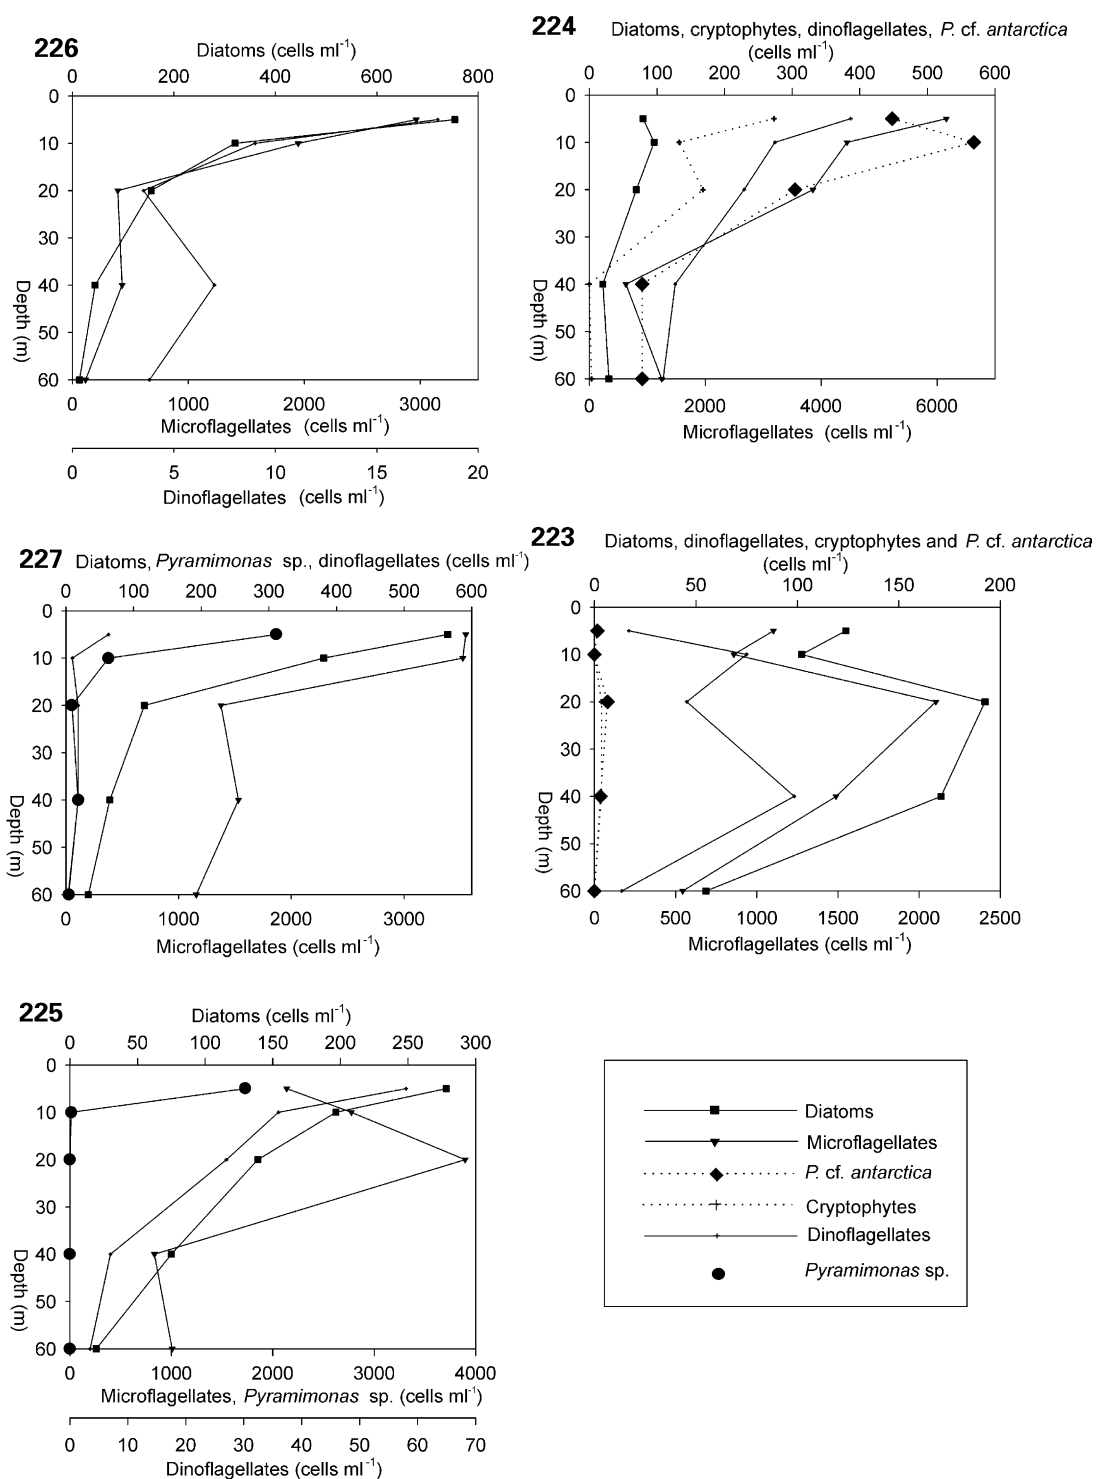 226
Diatoms (cells ml-1)
0 200 400 600 800
0
10
20
30
40
50
60
Depth (m)
0 1000 2000 3000
Microflagellates (cells ml-1)
0 5 10 15 20
Dinoflagellates (cells ml-1)
224
Diatoms, cryptophytes, dinoflagellates, P. cf. antarctica
(cells ml-1)
0 100 200 300 400 500 600
0
10
20
30
40
50
60
Depth (m)
0 2000 4000 6000
Microflagellates (cells ml-1)
227
Diatoms, Pyramimonas sp., dinoflagellates (cells ml-1)
0 100 200 300 400 500 600
0
10
20
30
40
50
60
Depth (m)
0 1000 2000 3000
Microflagellates (cells ml-1)
223
Diatoms, dinoflagellates, cryptophytes and P. cf. antarctica
(cells ml-1)
0 50 100 150 200
0
10
20
30
40
50
60
Depth (m)
0 500 1000 1500 2000 2500
Microflagellates (cells ml-1)
225
Diatoms (cells ml-1)
0 50 100 150 200 250 300
0
10
20
30
40
50
60
Depth (m)
0 1000 2000 3000 4000
Microflagellates, Pyramimonas sp. (cells ml-1)
0 10 20 30 40 50 60 70
Dinoflagellates (cells ml-1)
Diatoms
Microflagellates
P. cf. antarctica
Cryptophytes
Dinoflagellates
Pyramimonas sp.